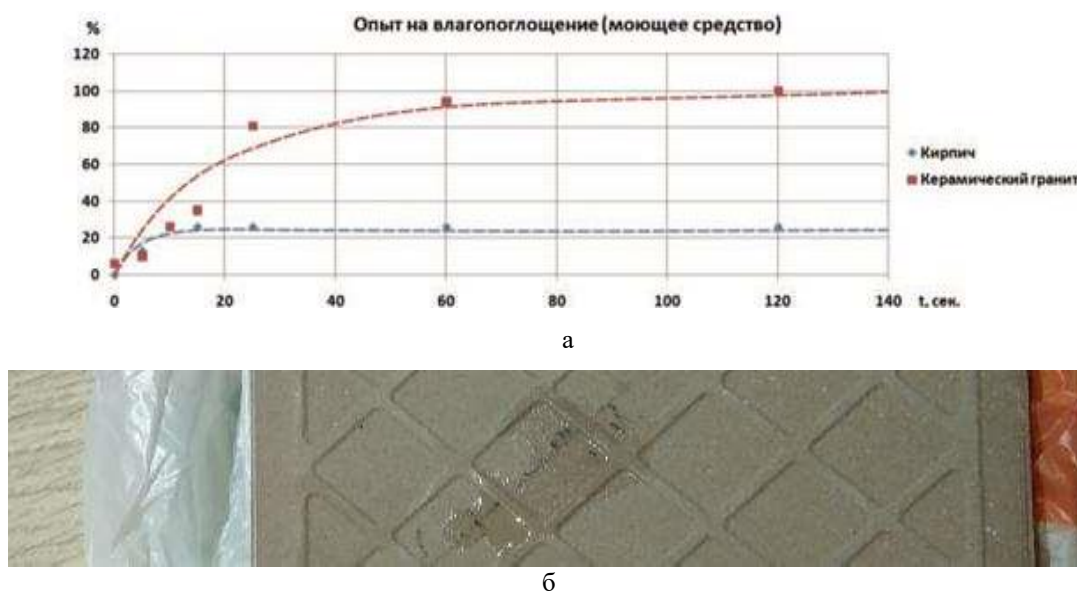 Опыт на влагопоглощение (моющее средство)
%
120
100
80
60
40
20
0
0 20 40 60 80 100 120 140 t, сек.
Кирпич
Керамический гранит
а
б